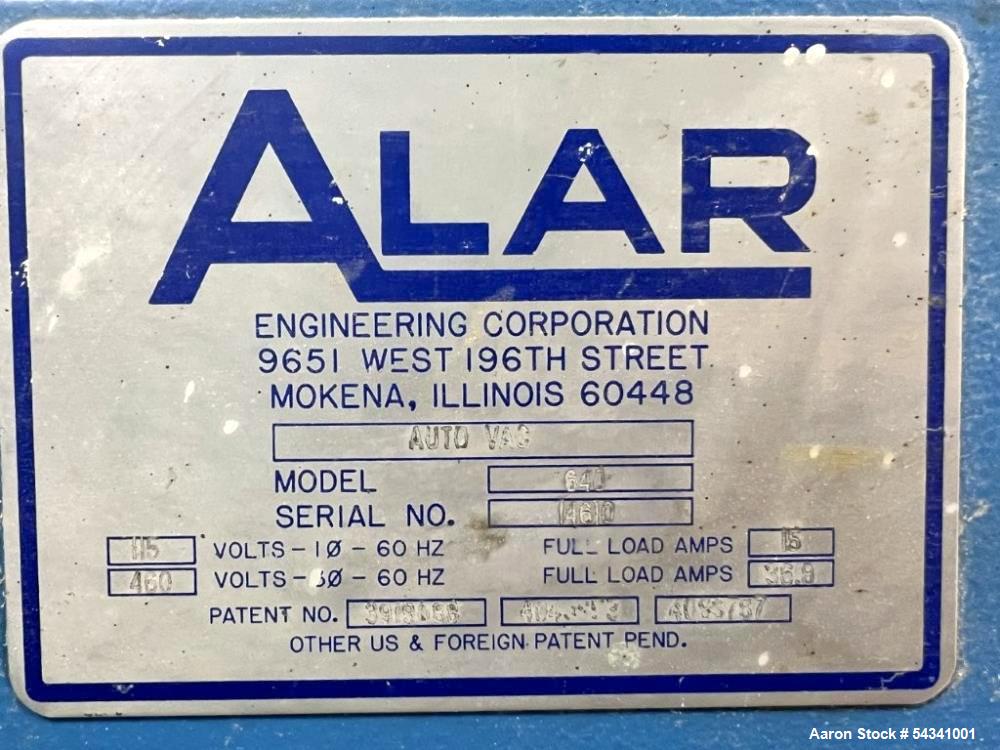 ALAR
ENGINEERING CORPORATION
9651 WEST 196TH STREET
MOKENA, ILLINOIS 60448
AUTO VAC
MODEL 640
SERIAL NO.
115 VOLTS - 1Ø - 60 HZ FULL LOAD AMPS 15
460 VOLTS - 3Ø - 60 HZ FULL LOAD AMPS
PATENT NO.
OTHER US & FOREIGN PATENT PEND.
Aaron Stock # 54341001